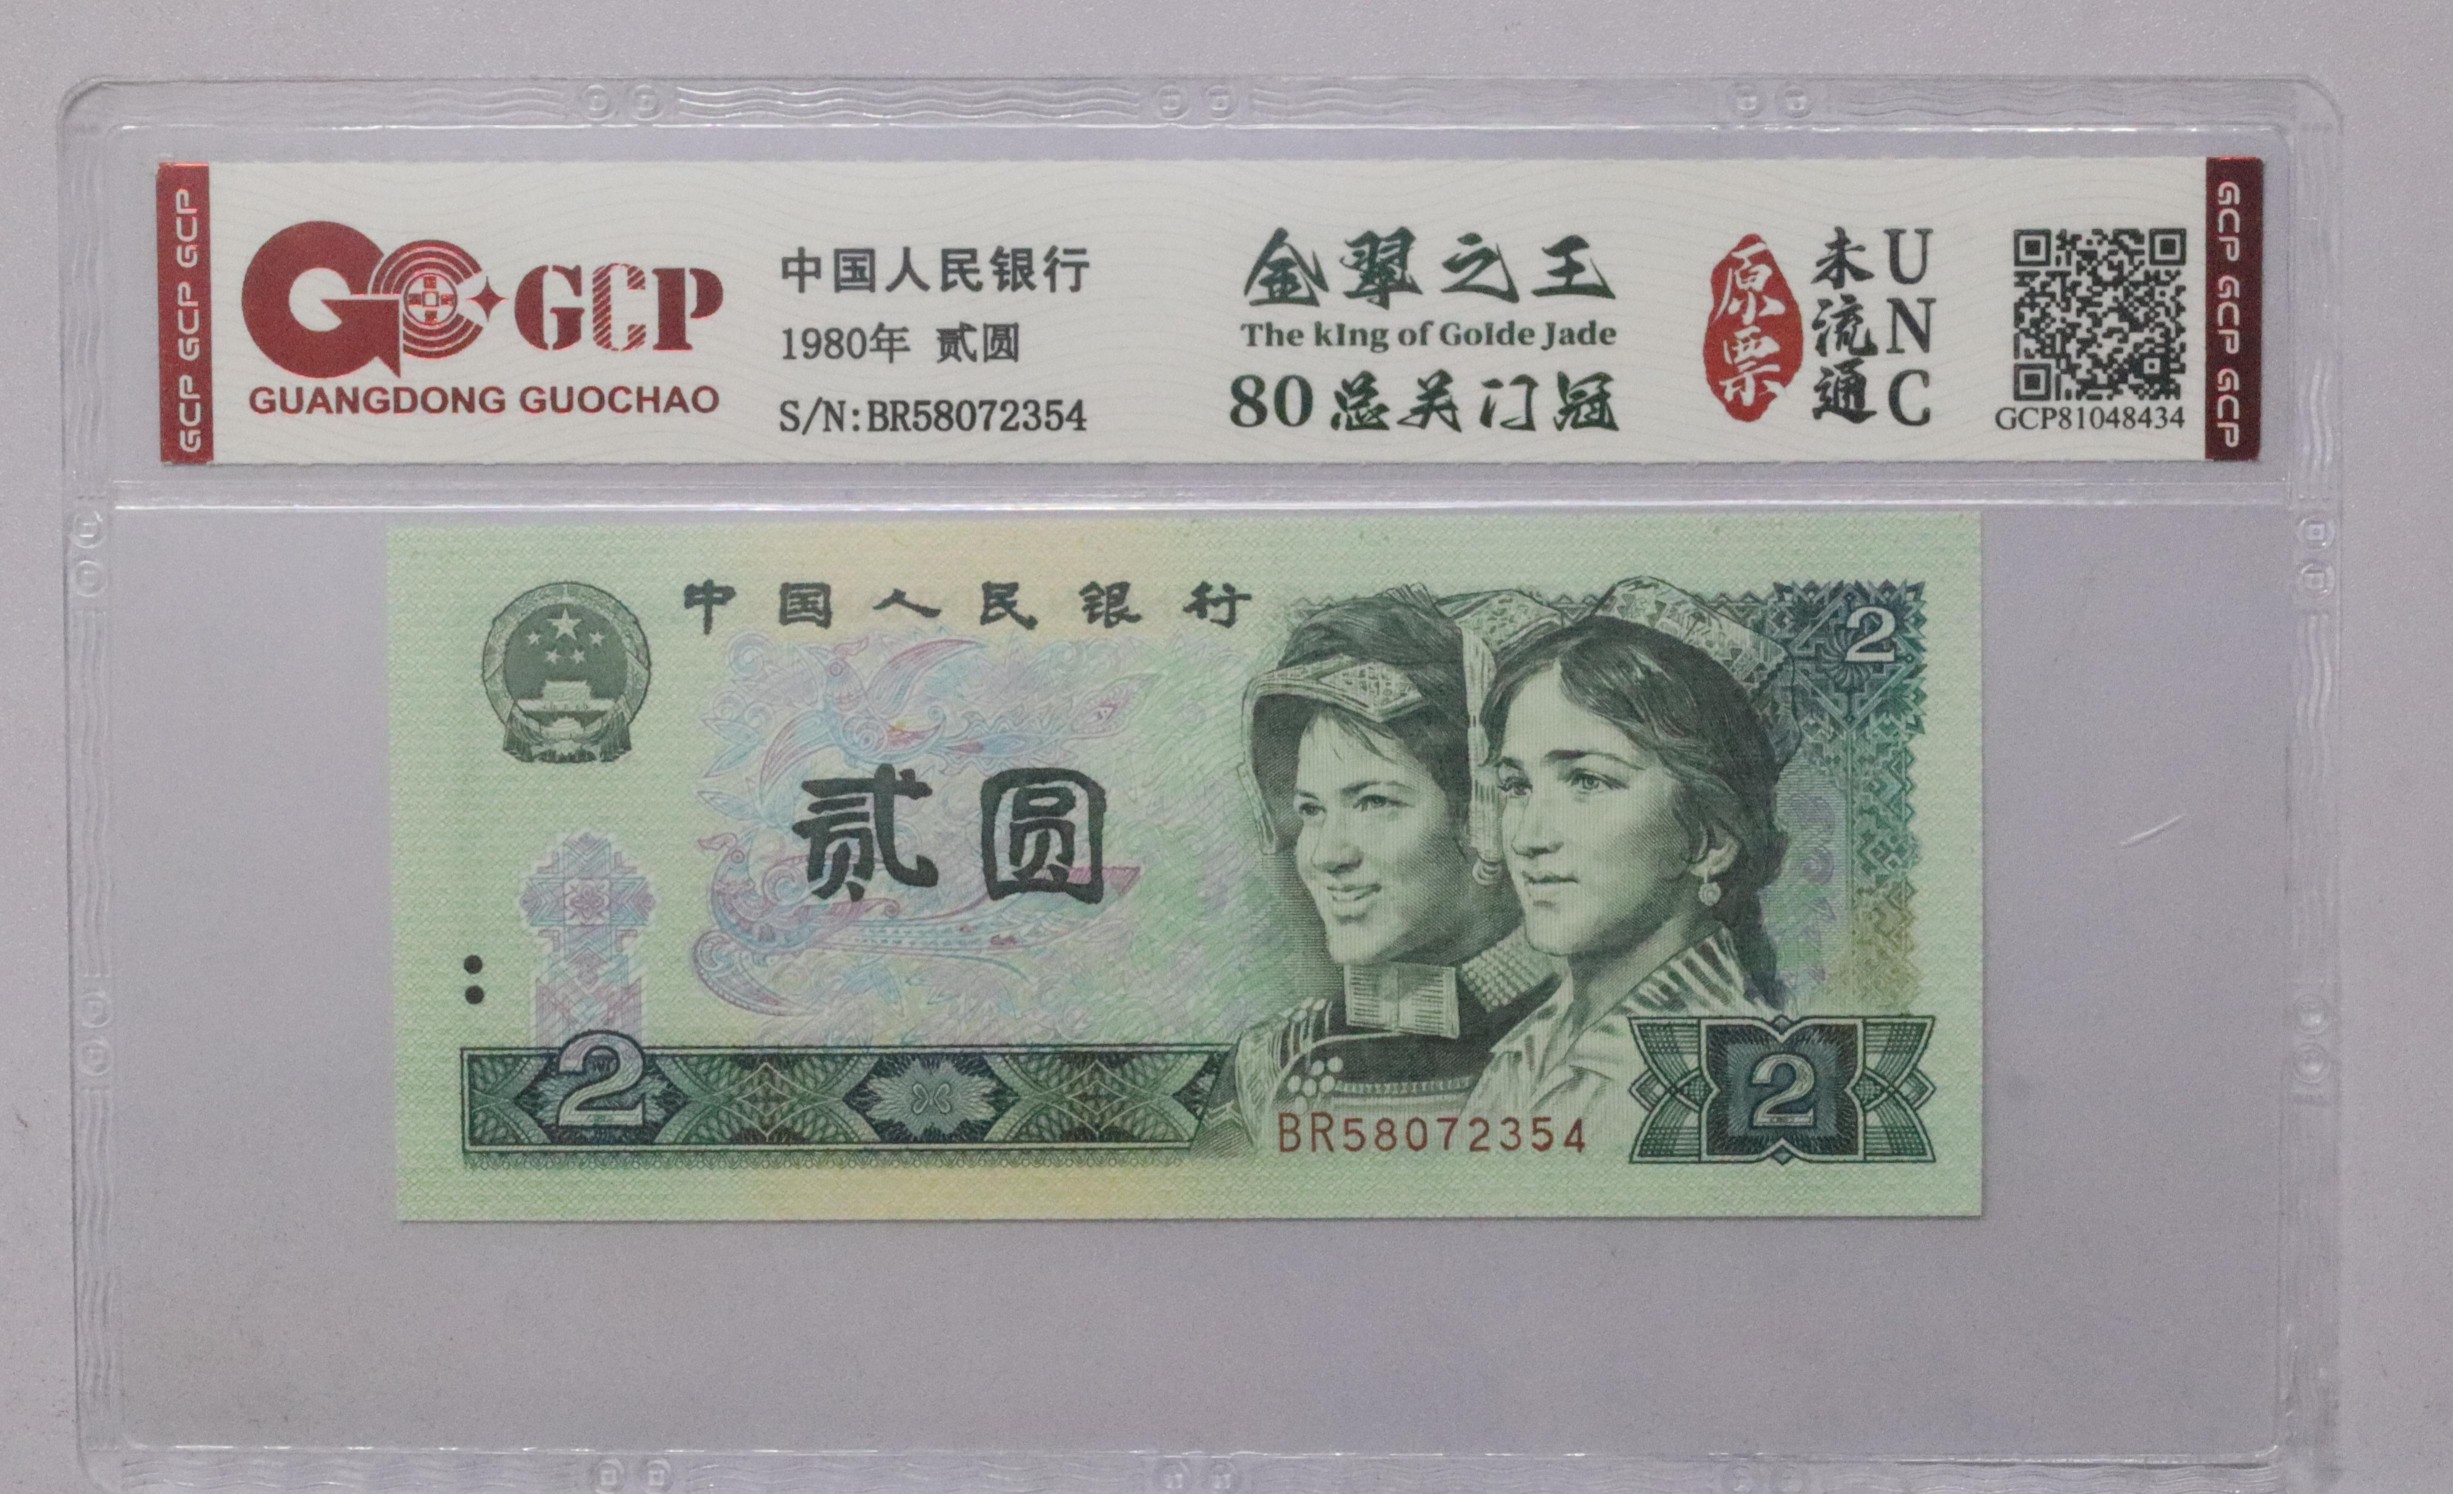 GCP GCP GCP
GCP
GUANGDONG GUOCHAO
中国人民银行
1980年 贰圆
S/N:BR58072354
金翠之王
The kIng of GoIde Jade
80总关门冠
原票
未流通
UNC
GCP81048434
GCP GCP GCP
中国人民银行
2
贰圆
2
BR58072354
2